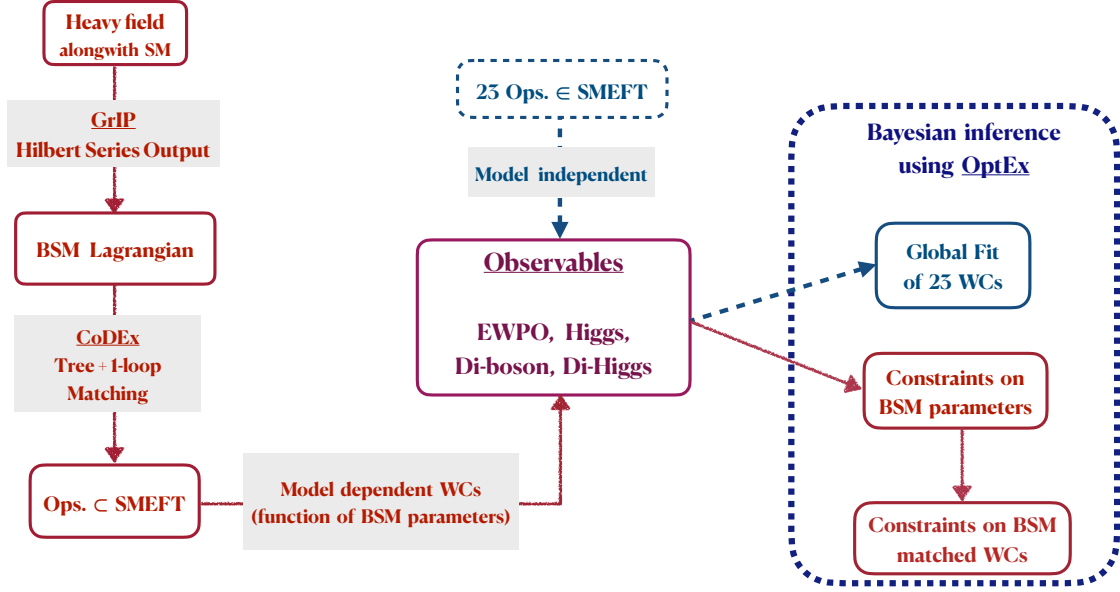 Heavy field
alongwith SM
GrIP
Hilbert Series Output
BSM Lagrangian
CoDEx
Tree + 1-loop
Matching
Ops. ⊂ SMEFT
Model dependent WCs
(function of BSM parameters)
23 Ops. ∈ SMEFT
Model independent
Observables
EWPO, Higgs,
Di-boson, Di-Higgs
Bayesian inference
using OptEx
Global Fit
of 23 WCs
Constraints on
BSM parameters
Constraints on BSM
matched WCs